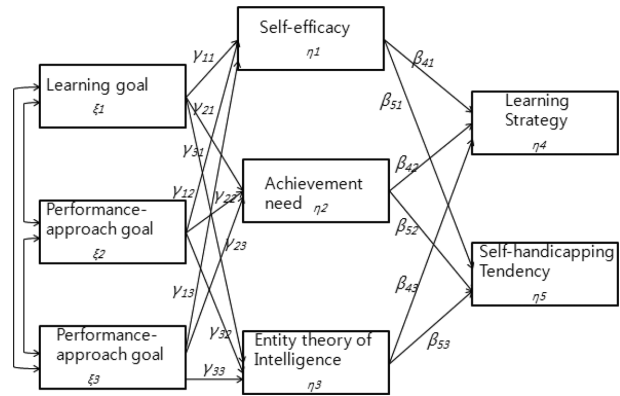 Self-efficacy
η1
Learning goal
ξ1
Performance-
approach goal
ξ2
Performance-
approach goal
ξ3
γ11
γ21
γ31
γ12
γ22
γ23
γ13
γ32
γ33
Achievement
need η2
Entity theory of
Intelligence
η3
β41
β51
β42
β52
β43
β53
Learning
Strategy
η4
Self-handicapping
Tendency
η5